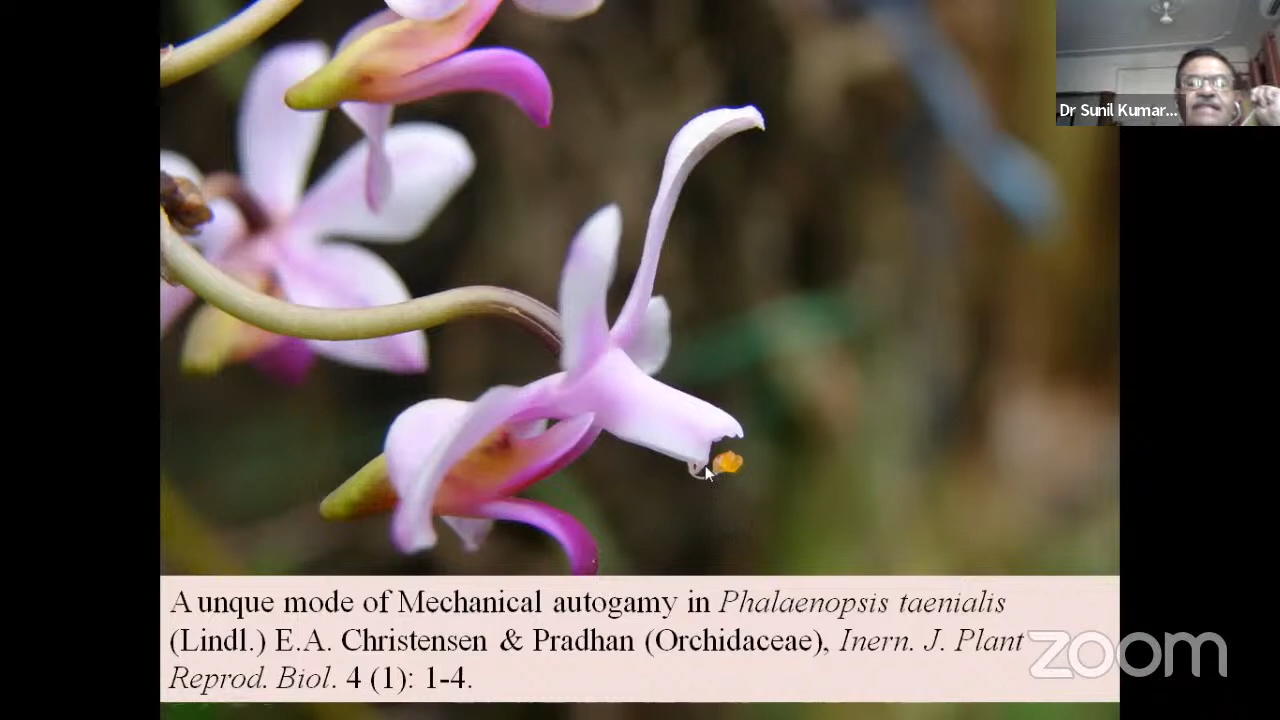 Dr Sunil Kumar...
A unque mode of Mechanical autogamy in Phalaenopsis taenialis
(Lindl.) E.A. Christensen & Pradhan (Orchidaceae), Inern. J. Plant
Reprod. Biol. 4 (1): 1-4.
zoom